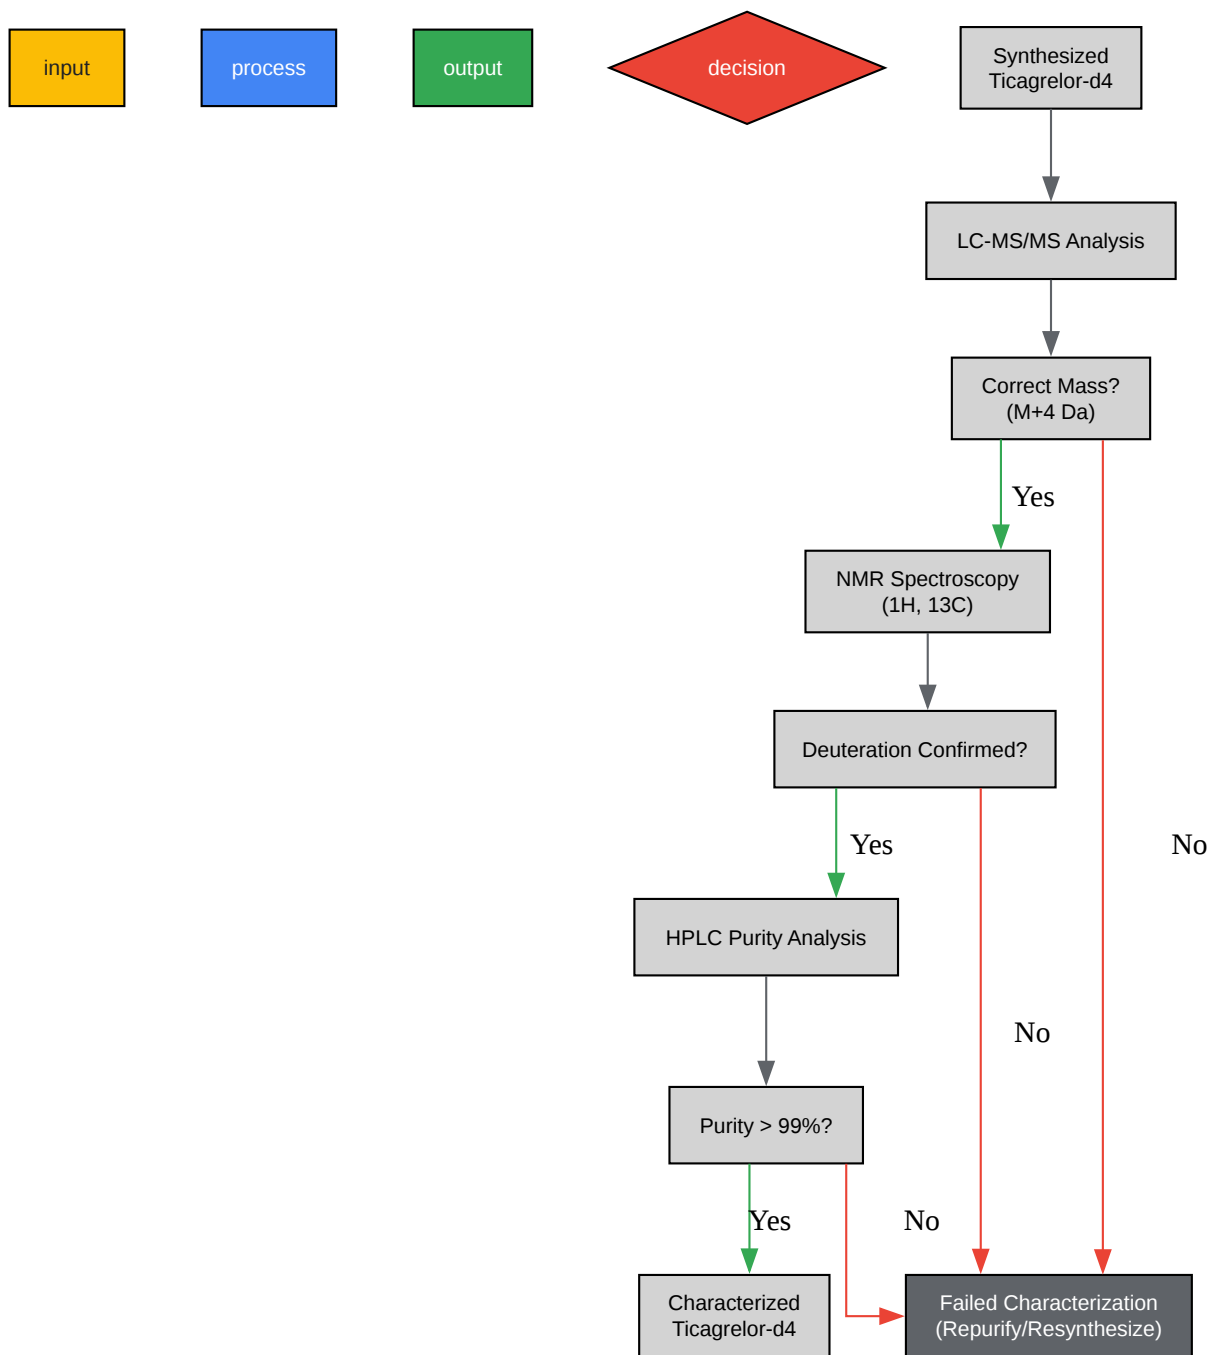 input
process
output
decision
Synthesized
Ticagrelor-d4
LC-MS/MS Analysis
Correct Mass?
(M+4 Da)
Yes
NMR Spectroscopy
(1H, 13C)
Deuteration Confirmed?
Yes
No
HPLC Purity Analysis
No
Purity > 99%?
Yes
No
Characterized
Ticagrelor-d4
Failed Characterization
(Repurify/Resynthesize)